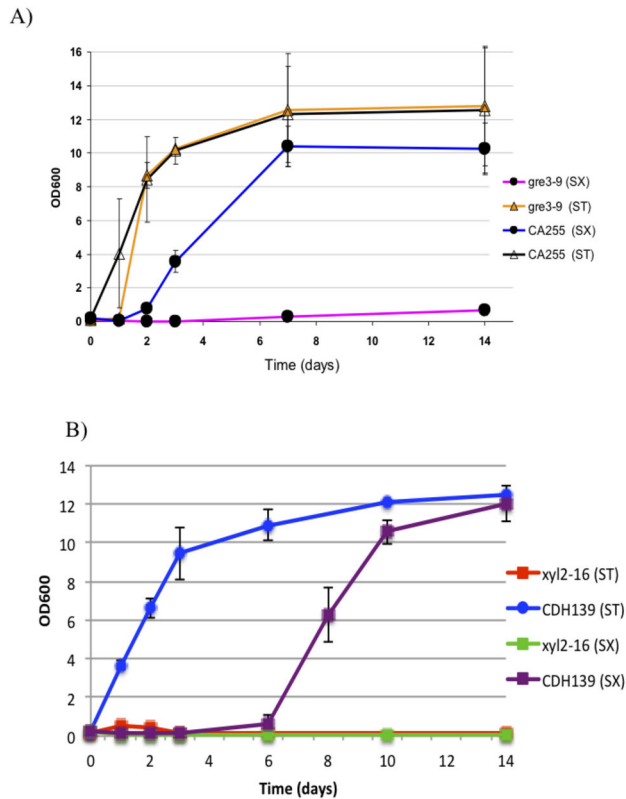 A)
16
14
12
10
8
6
4
2
0
OD600
0 2 4 6 8 10 12 14
Time (days)
gre3-9 (SX)
gre3-9 (ST)
CA255 (SX)
CA255 (ST)
B)
14
12
10
8
6
4
2
0
OD600
0 2 4 6 8 10 12 14
Time (days)
xyl2-16 (ST)
CDH139 (ST)
xyl2-16 (SX)
CDH139 (SX)